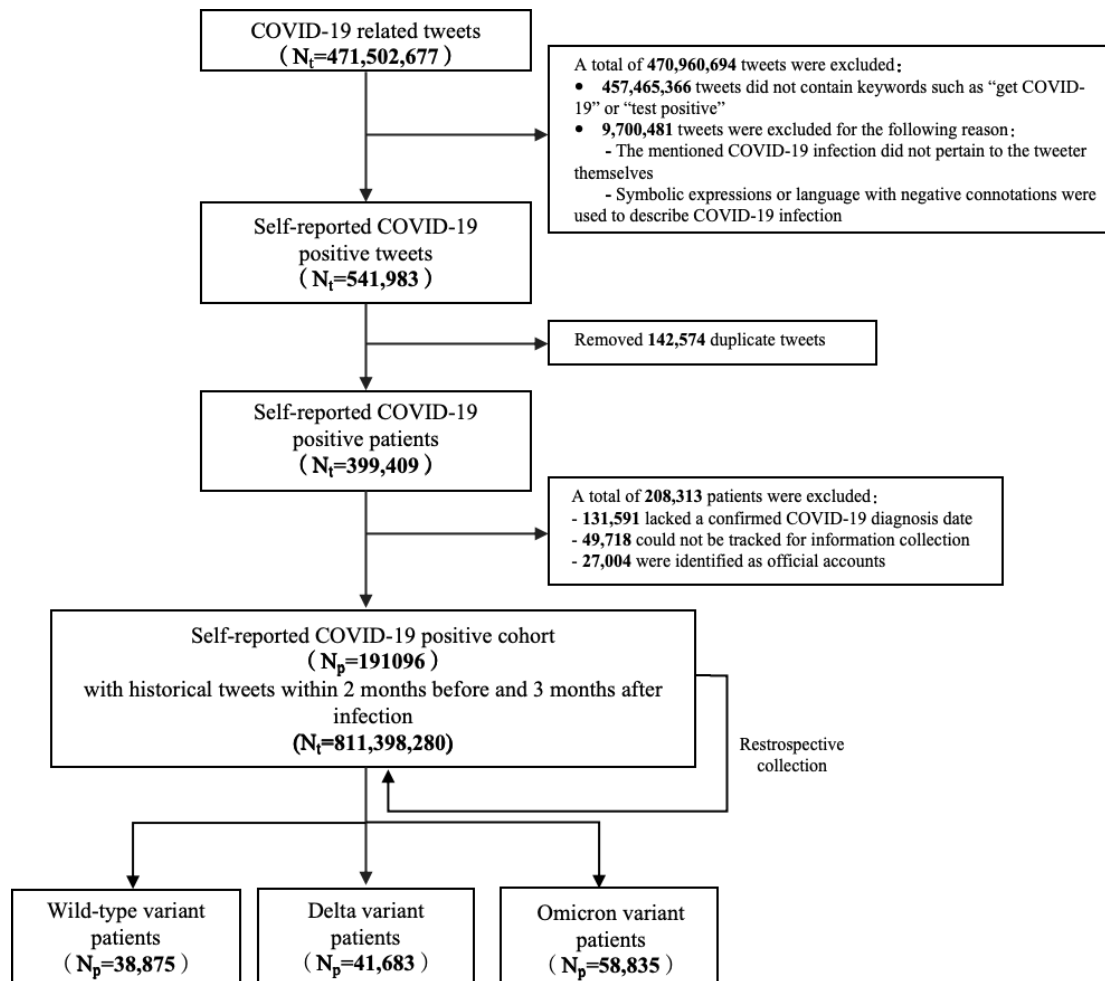 COVID-19 related tweets
（Nt=471,502,677）
A total of 470,960,694 tweets were excluded：
• 457,465,366 tweets did not contain keywords such as “get COVID-
19” or “test positive”
• 9,700,481 tweets were excluded for the following reason：
- The mentioned COVID-19 infection did not pertain to the tweeter
themselves
- Symbolic expressions or language with negative connotations were
used to describe COVID-19 infection
Self-reported COVID-19
positive tweets
（Nt=541,983）
Removed 142,574 duplicate tweets
Self-reported COVID-19
positive patients
（Nt=399,409）
A total of 208,313 patients were excluded：
- 131,591 lacked a confirmed COVID-19 diagnosis date
- 49,718 could not be tracked for information collection
- 27,004 were identified as official accounts
Self-reported COVID-19 positive cohort
（Np=191096）
with historical tweets within 2 months before and 3 months after
infection
(Nt=811,398,280)
Restrospective
collection
Wild-type variant
patients
（Np=38,875）
Delta variant
patients
（Np=41,683）
Omicron variant
patients
（Np=58,835）